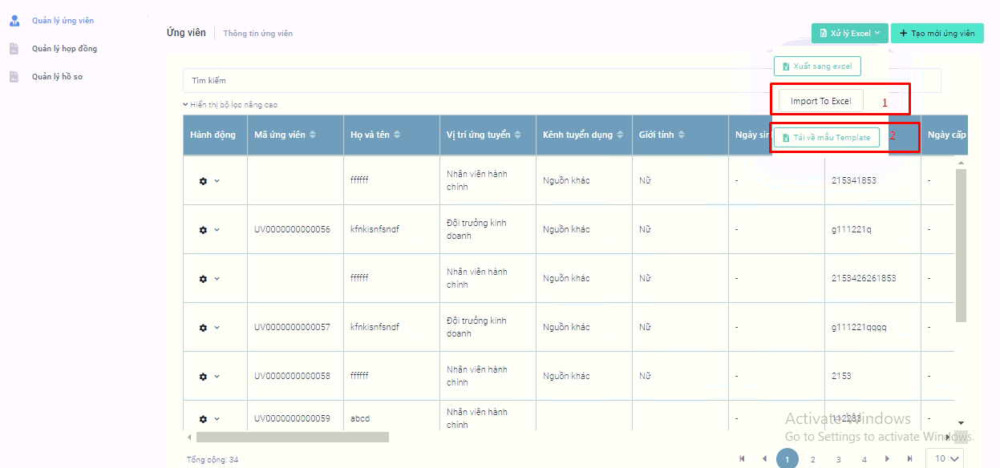 Quản lý ứng viên
Quản lý hợp đồng
Quản lý hồ sơ
Ứng viên
Thông tin ứng viên
Xử lý Excel
+ Tạo mới ứng viên
Xuất sang excel
Tìm kiếm
Import To Excel
1
Hiển thị bộ lọc nâng cao
Tải về mẫu Template
2
Hành động Mã ứng viên Họ và tên Vị trí ứng tuyển Kênh tuyển dụng Giới tính Ngày Ngày cấp
ffffff Nhân viên hành chính Nguồn khác Nữ - 215341853 -
UV0000000000056 kfnkisnfsndf Đội trưởng kinh doanh Nguồn khác Nữ - g111221q -
ffffff Nhân viên hành chính Nguồn khác Nữ - 2153426261853 -
UV0000000000057 kfnkisnfsndf Đội trưởng kinh doanh Nguồn khác Nữ - g111221qqqq -
UV0000000000058 ffffff Nhân viên hành chính Nguồn khác Nữ - 2153 -
UV0000000000059 abcd Nhân viên hành chính - 112233 -
Activate Windows
Go to Settings to activate Windows.
Tổng cộng: 34
1 2 3 4 10